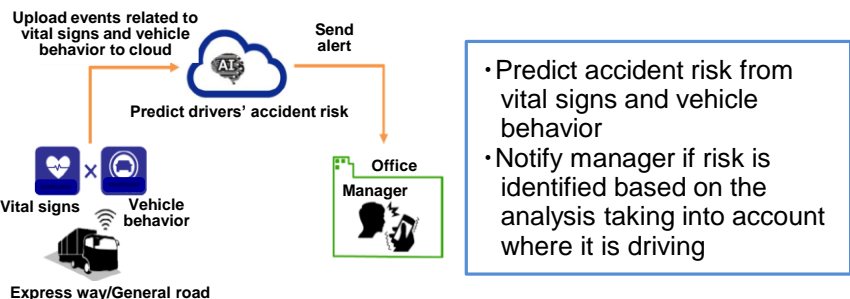 Upload events related to
vital signs and vehicle
behavior to cloud
Send
alert
AI
Predict drivers' accident risk
Office
Manager
×
Vital signs
Vehicle
behavior
Express way/General road
・Predict accident risk from
vital signs and vehicle
behavior
・Notify manager if risk is
identified based on the
analysis taking into account
where it is driving